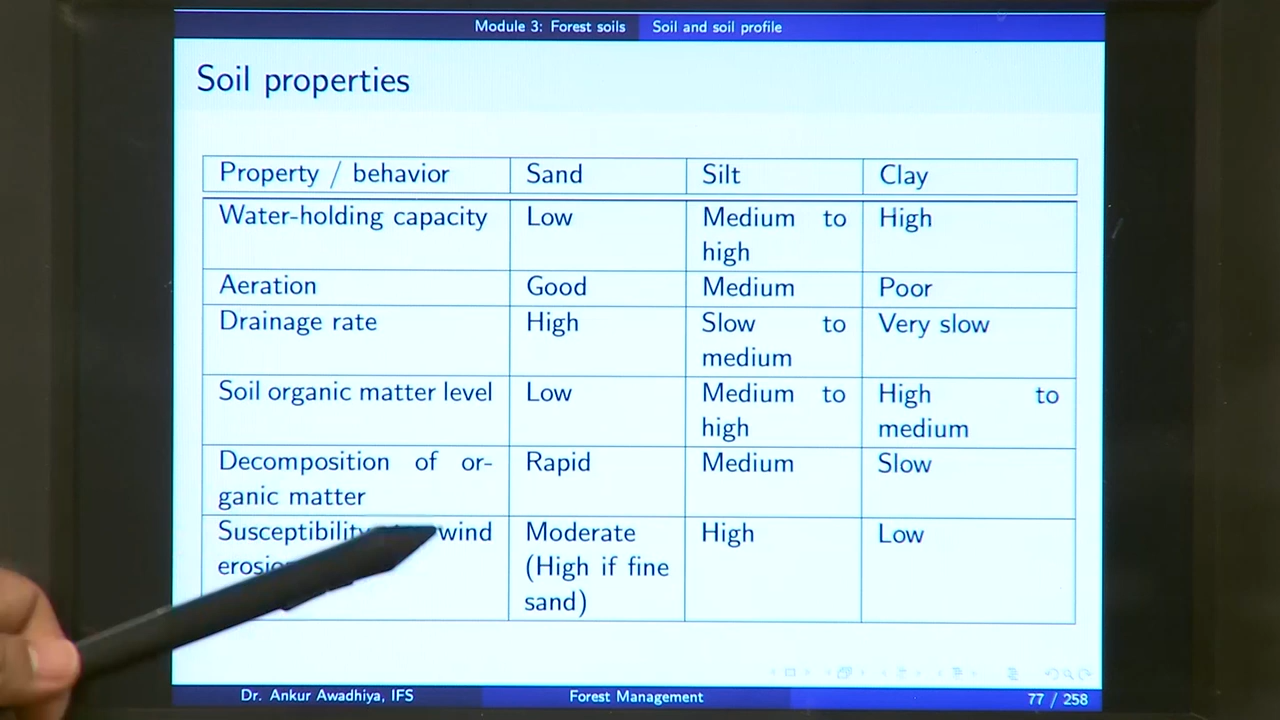 Module 3: Forest soils Soil and soil profile
Soil properties
Property / behavior Sand Silt Clay
Water-holding capacity Low Medium to high High
Aeration Good Medium Poor
Drainage rate High Slow to medium Very slow
Soil organic matter level Low Medium to high High to medium
Decomposition of or-
ganic matter Rapid Medium Slow
Susceptibility wind
Moderate (High if fine sand) High Low
Dr. Ankur Awadhiya, IFS Forest Management 77 / 258